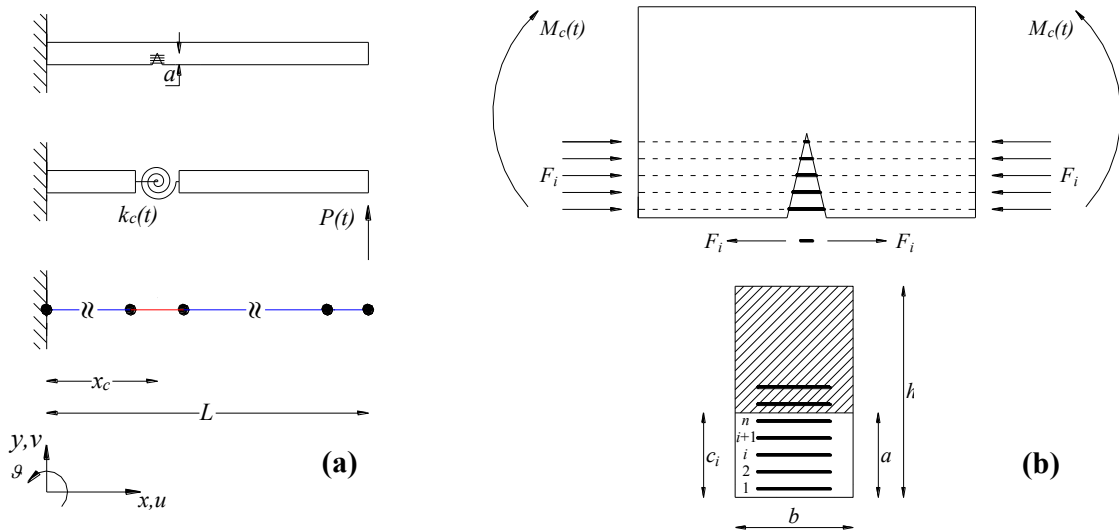 a
k_c(t)
P(t)
x_c
L
y,v
ϑ
x,u
(a)
M_c(t)
M_c(t)
F_i
F_i
F_i
F_i
n
i+1
i
2
1
c_i
a
h
b
(b)